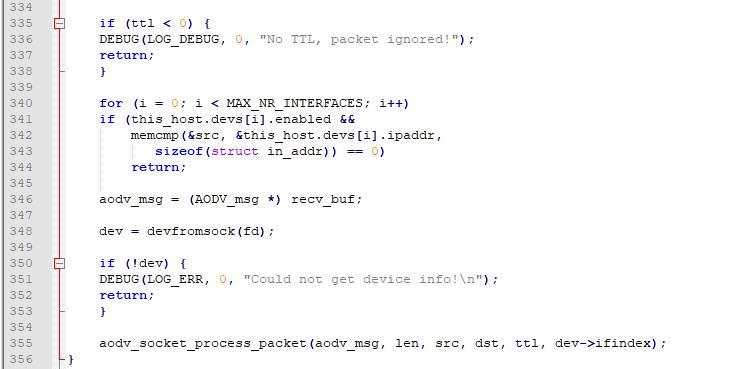 334
335 if (ttl < 0) {
336 DEBUG(LOG_DEBUG, 0, "No TTL, packet ignored!");
337 return;
338 }
339
340 for (i = 0; i < MAX_NR_INTERFACES; i++)
341 if (this_host.devs[i].enabled &&
342 memcmp(&src, &this_host.devs[i].ipaddr,
343 sizeof(struct in_addr)) == 0)
344 return;
345
346 aodv_msg = (AODV_msg *) recv_buf;
347
348 dev = devfromsock(fd);
349
350 if (!dev) {
351 DEBUG(LOG_ERR, 0, "Could not get device info!\n");
352 return;
353 }
354
355 aodv_socket_process_packet(aodv_msg, len, src, dst, ttl, dev->ifindex);
356 }